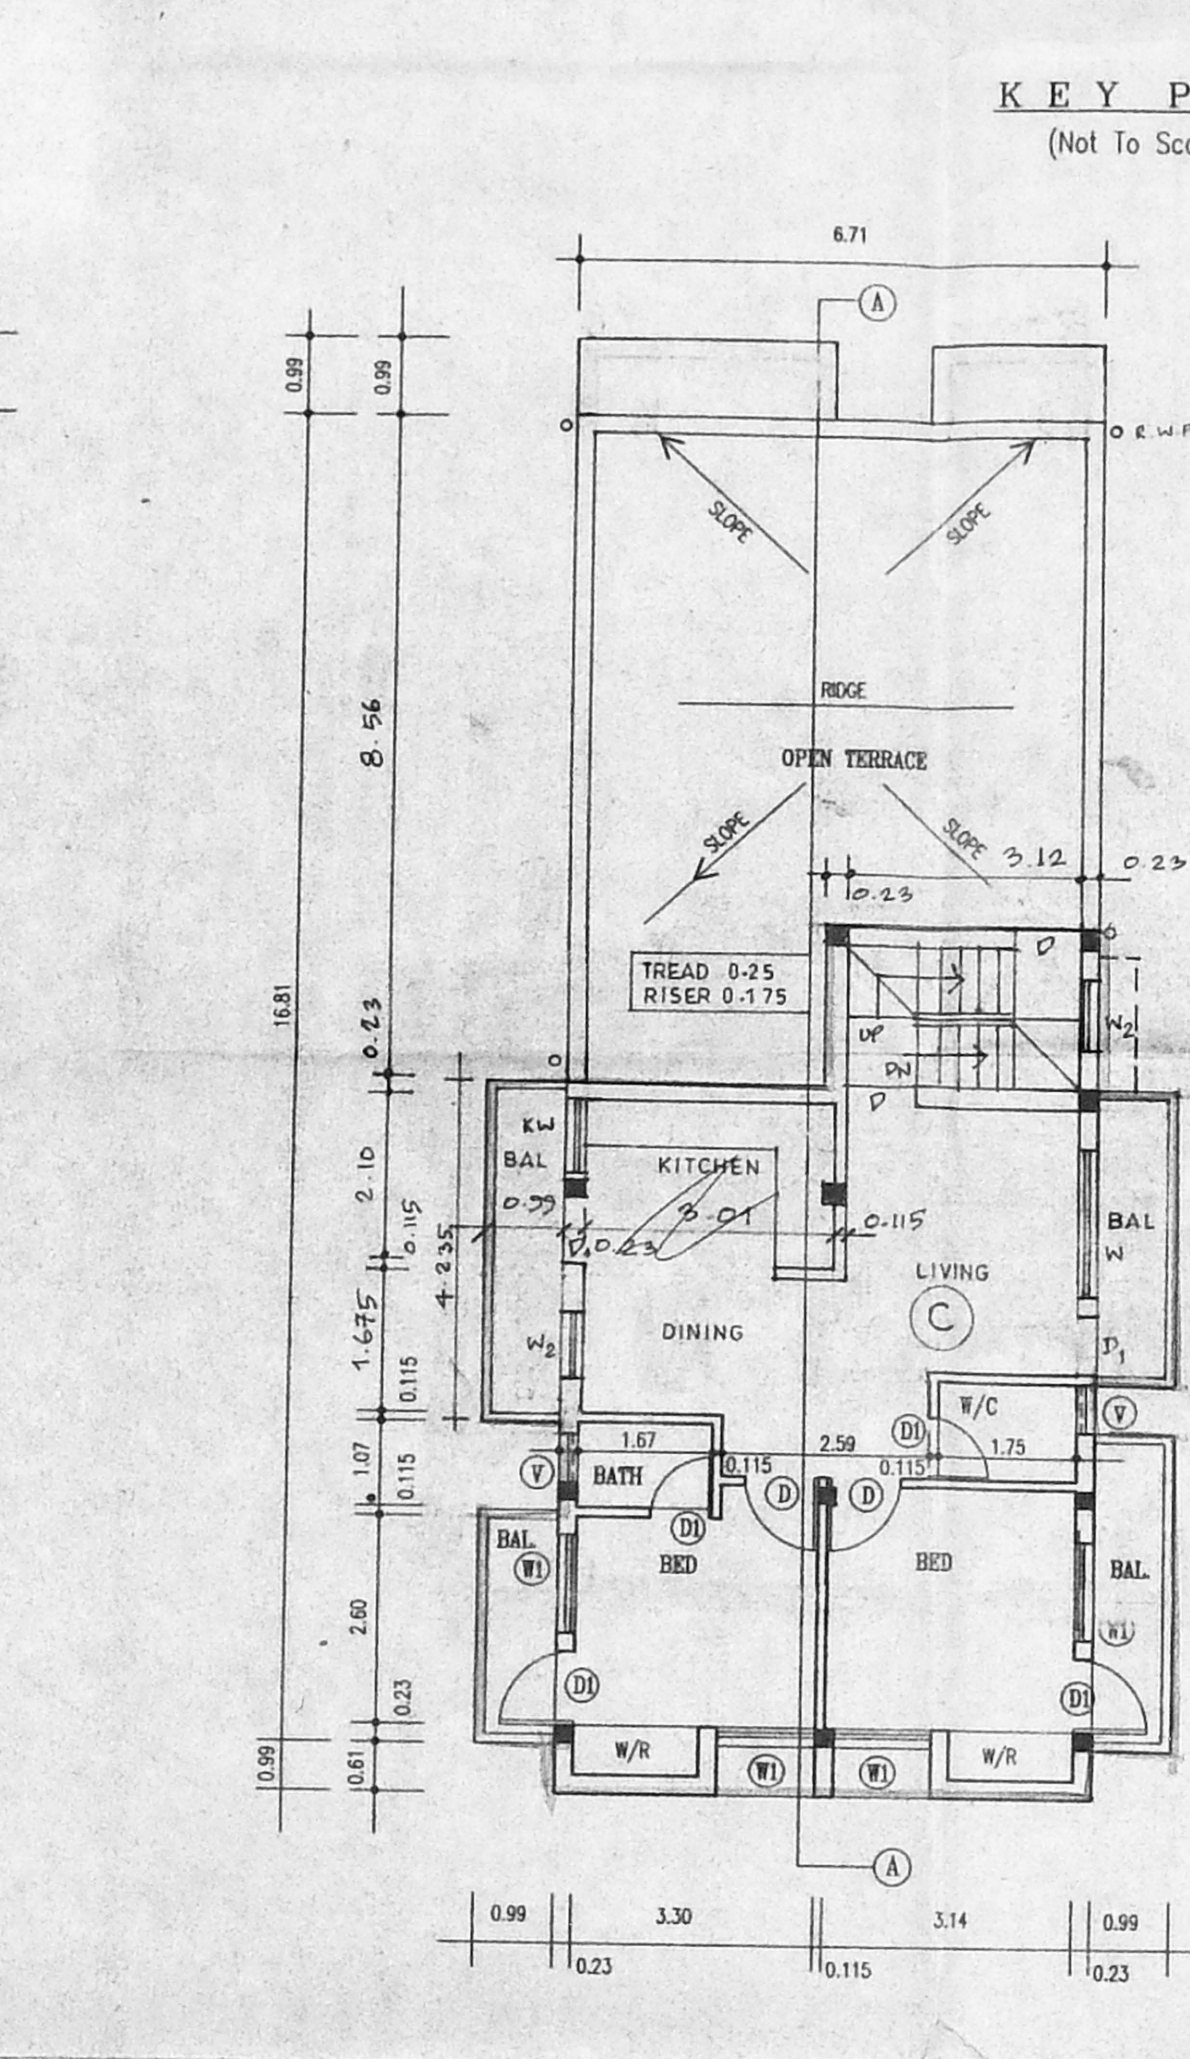 K E Y P
(Not To Sc
6.71
A
0.99
0.99
R.W.P
SLOPE
SLOPE
8.56
RIDGE
OPEN TERRACE
SLOPE
SLOPE
3.12
0.23
0.23
D
TREAD 0.25
RISER 0.175
16.81
0.23
UP
W2
DN
D
KW
BAL
KITCHEN
2.10
0.99
3.01
0.115
0.115
BAL
D1
0.23
W
4.235
LIVING
C
1.675
DINING
W2
D1
0.115
W/C
V
D1
1.67
2.59
1.75
1.07
0.115
V
BATH
0.115
0.115
D
D
D1
BAL.
W1
BED
BED
BAL.
2.60
W1
D1
D1
0.23
W/R
W/R
0.99
0.61
W1
W1
A
0.99
3.30
3.14
0.99
0.23
0.115
0.23